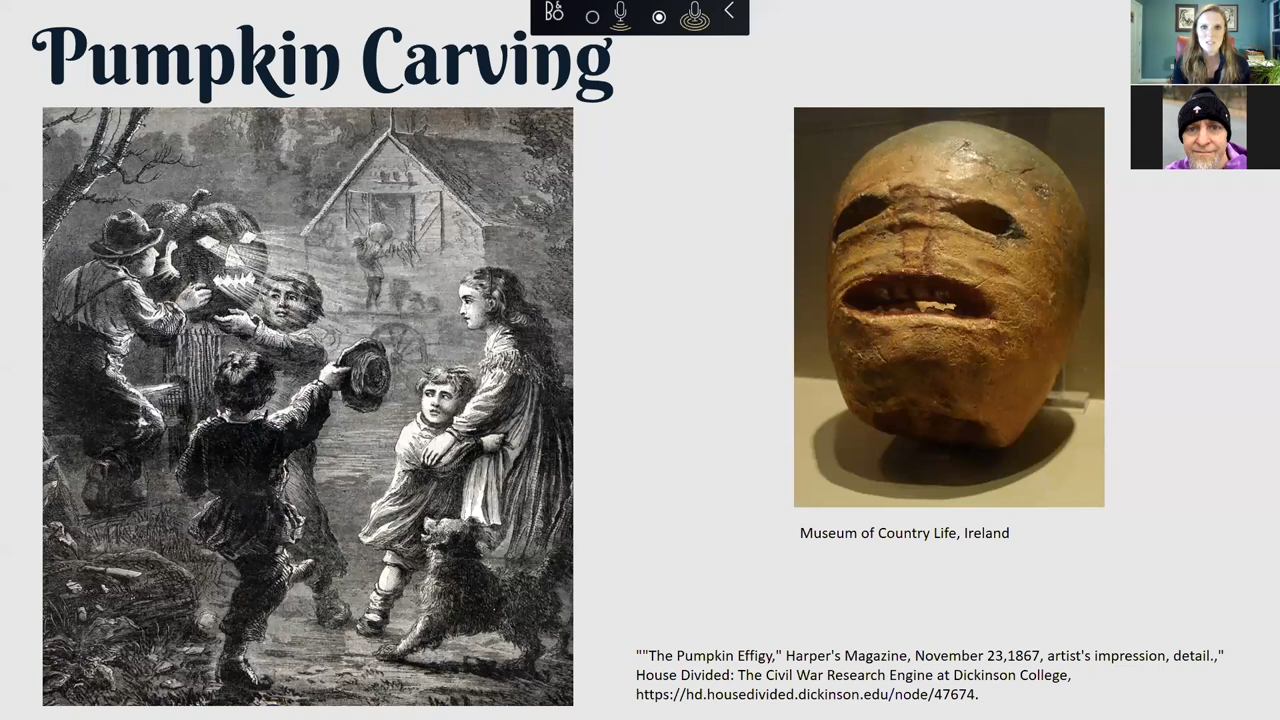 Pumpkin Carving
B&O
Museum of Country Life, Ireland
""The Pumpkin Effigy," Harper's Magazine, November 23,1867, artist's impression, detail.,"
House Divided: The Civil War Research Engine at Dickinson College,
https://hd.housedivided.dickinson.edu/node/47674.